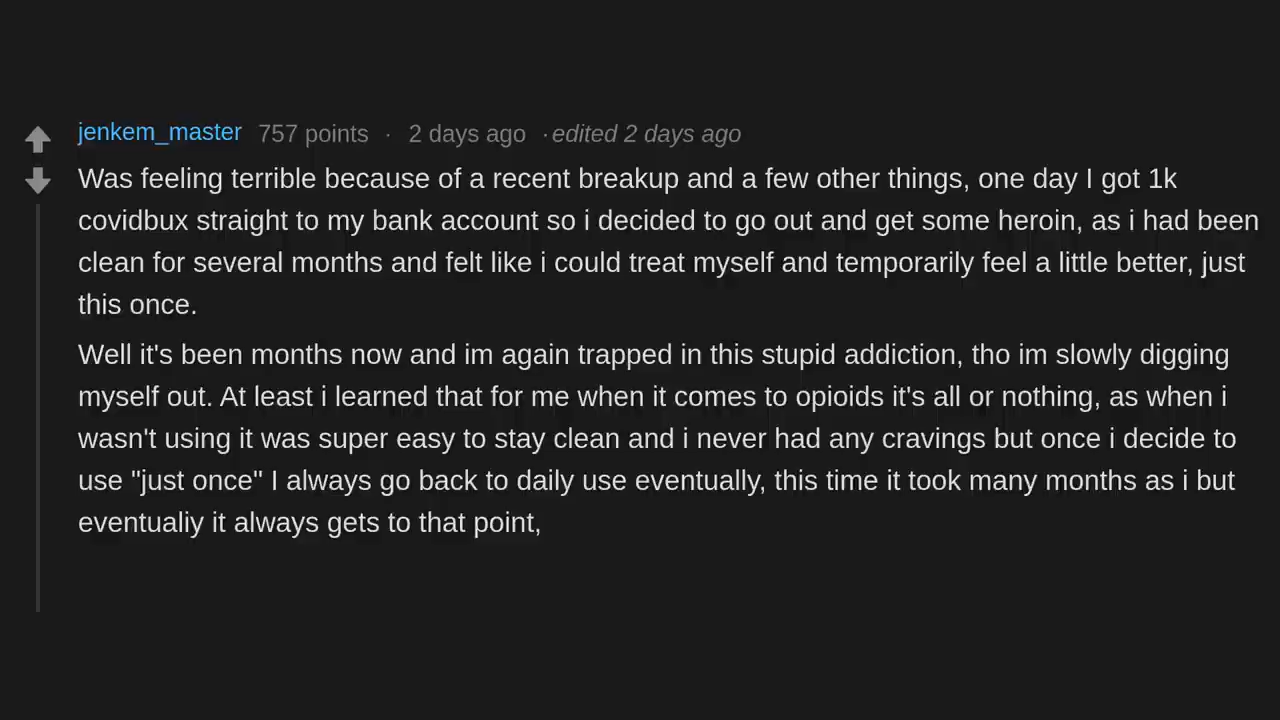 jenkem_master 757 points · 2 days ago · edited 2 days ago
Was feeling terrible because of a recent breakup and a few other things, one day I got 1k
covidbux straight to my bank account so i decided to go out and get some heroin, as i had been
clean for several months and felt like i could treat myself and temporarily feel a little better, just
this once.
Well it's been months now and im again trapped in this stupid addiction, tho im slowly digging
myself out. At least i learned that for me when it comes to opioids it's all or nothing, as when i
wasn't using it was super easy to stay clean and i never had any cravings but once i decide to
use "just once" I always go back to daily use eventually, this time it took many months as i but
eventualiy it always gets to that point,